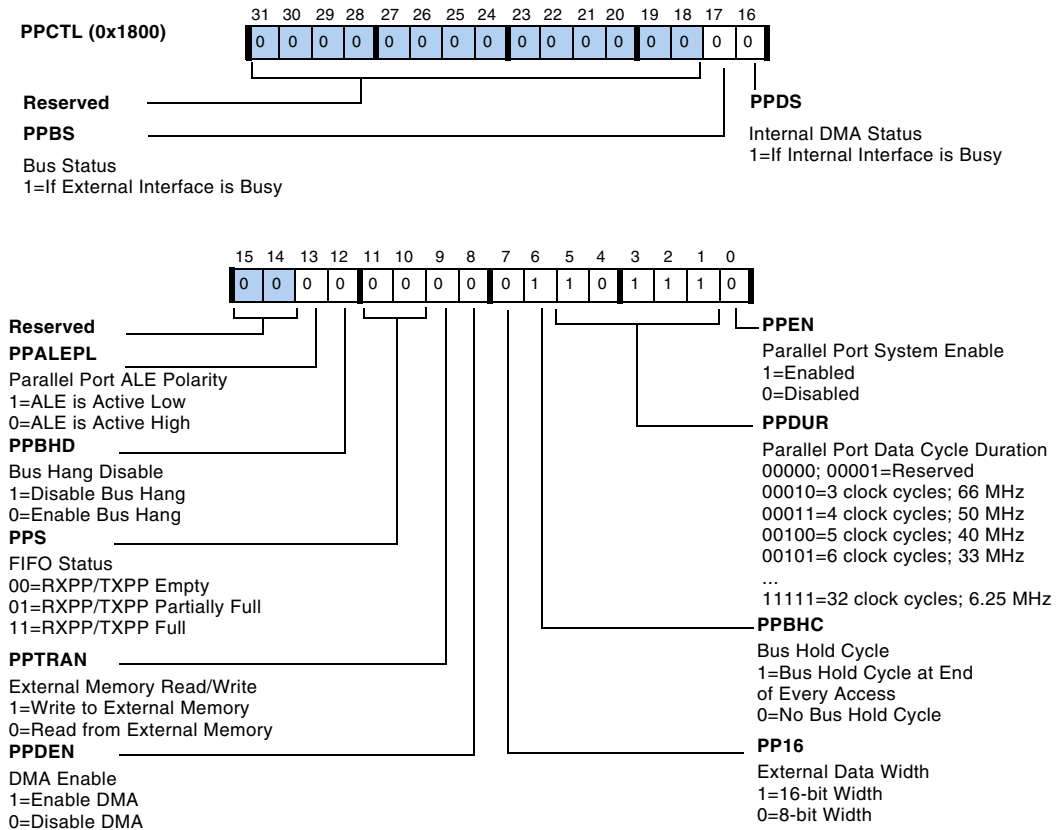 PPCTL (0x1800)
31 30 29 28 27 26 25 24 23 22 21 20 19 18 17 16
0 0 0 0 0 0 0 0 0 0 0 0 0 0 0 0
Reserved
PPBS
Bus Status
1=If External Interface is Busy
PPDS
Internal DMA Status
1=If Internal Interface is Busy
15 14 13 12 11 10 9 8 7 6 5 4 3 2 1 0
0 0 0 0 0 0 0 0 0 1 1 0 1 1 1 0
Reserved
PPALEPL
Parallel Port ALE Polarity
1=ALE is Active Low
0=ALE is Active High
PPBHD
Bus Hang Disable
1=Disable Bus Hang
0=Enable Bus Hang
PPS
FIFO Status
00=RXPP/TXPP Empty
01=RXPP/TXPP Partially Full
11=RXPP/TXPP Full
PPTRAN
External Memory Read/Write
1=Write to External Memory
0=Read from External Memory
PPDEN
DMA Enable
1=Enable DMA
0=Disable DMA
PPEN
Parallel Port System Enable
1=Enabled
0=Disabled
PPDUR
Parallel Port Data Cycle Duration
00000; 00001=Reserved
00010=3 clock cycles; 66 MHz
00011=4 clock cycles; 50 MHz
00100=5 clock cycles; 40 MHz
00101=6 clock cycles; 33 MHz
...
11111=32 clock cycles; 6.25 MHz
PPBHC
Bus Hold Cycle
1=Bus Hold Cycle at End
of Every Access
0=No Bus Hold Cycle
PP16
External Data Width
1=16-bit Width
0=8-bit Width